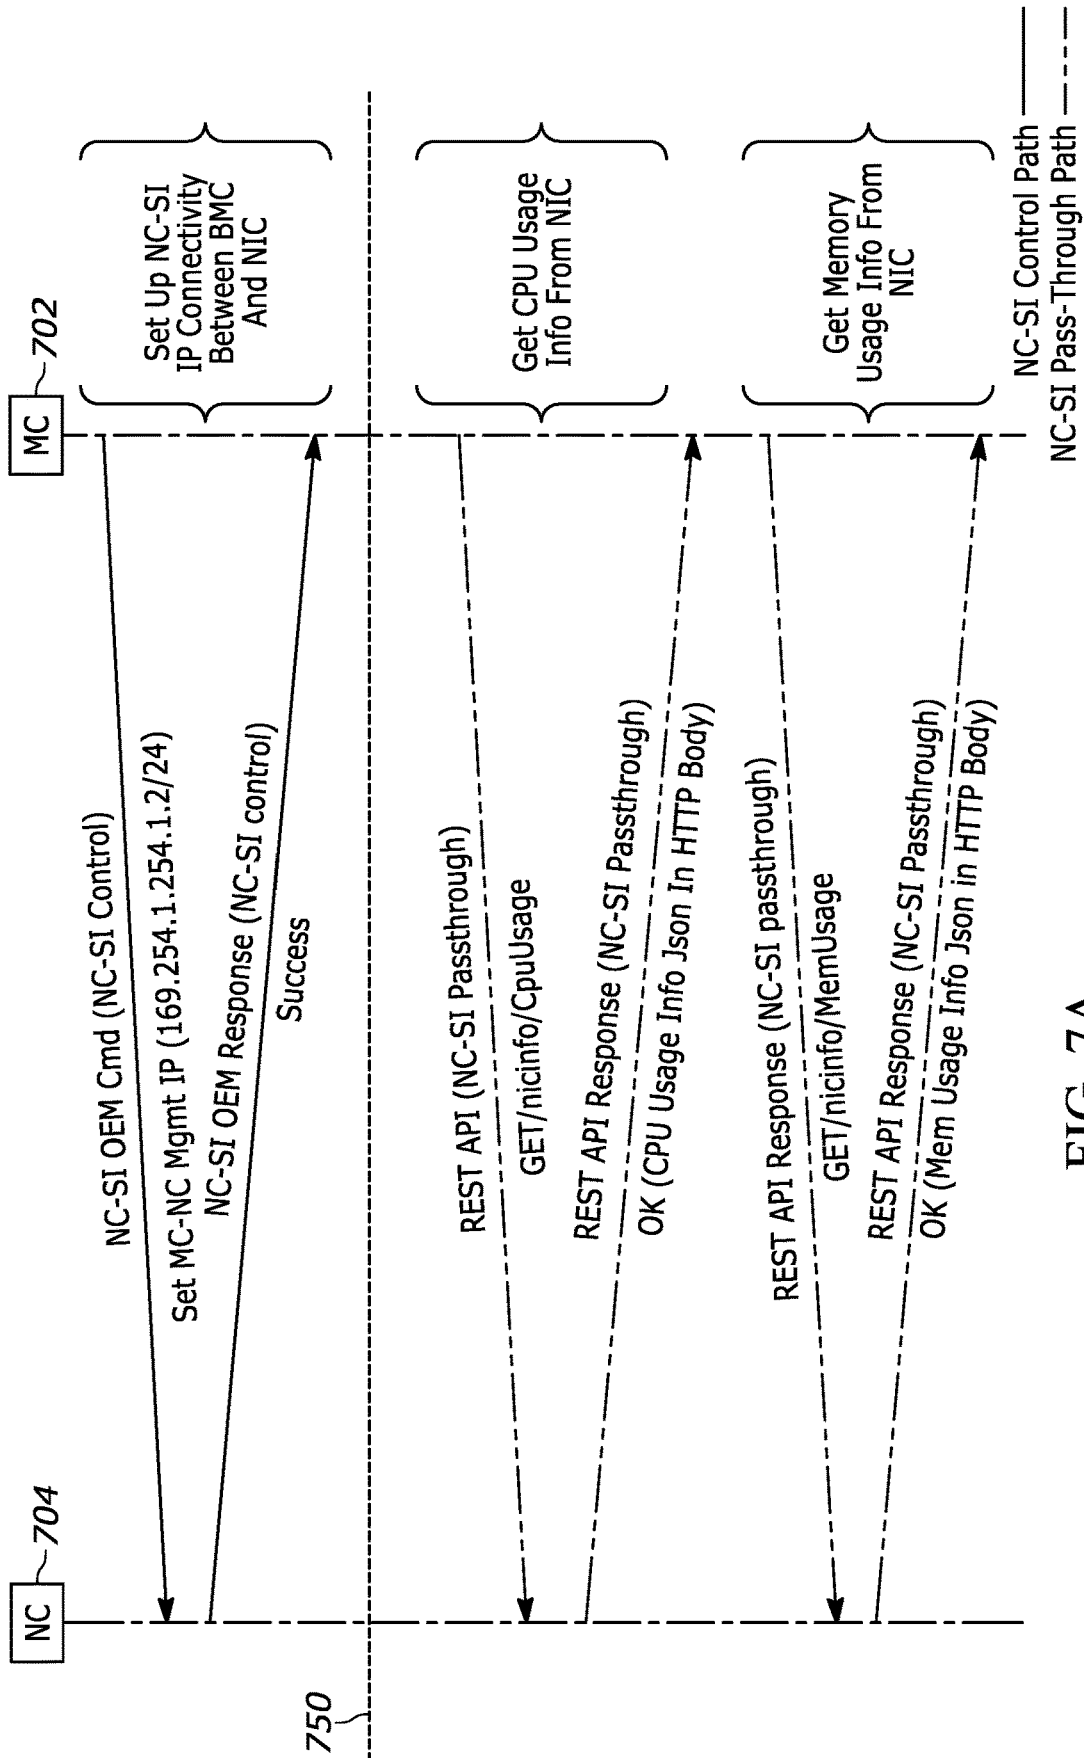 NC
704
MC
702
NC-SI OEM Cmd (NC-SI Control)
Set MC-NC Mgmt IP (169.254.1.254.1.2/24)
NC-SI OEM Response (NC-SI control)
Success
Set Up NC-SI
IP Connectivity
Between BMC
And NIC
750
REST API (NC-SI Passthrough)
GET/nicinfo/CpuUsage
REST API Response (NC-SI Passthrough)
OK (CPU Usage Info Json In HTTP Body)
Get CPU Usage
Info From NIC
REST API Response (NC-SI passthrough)
GET/nicinfo/MemUsage
REST API Response (NC-SI Passthrough)
OK (Mem Usage Info Json in HTTP Body)
Get Memory
Usage Info From
NIC
NC-SI Control Path
NC-SI Pass-Through Path
FIG. 7A